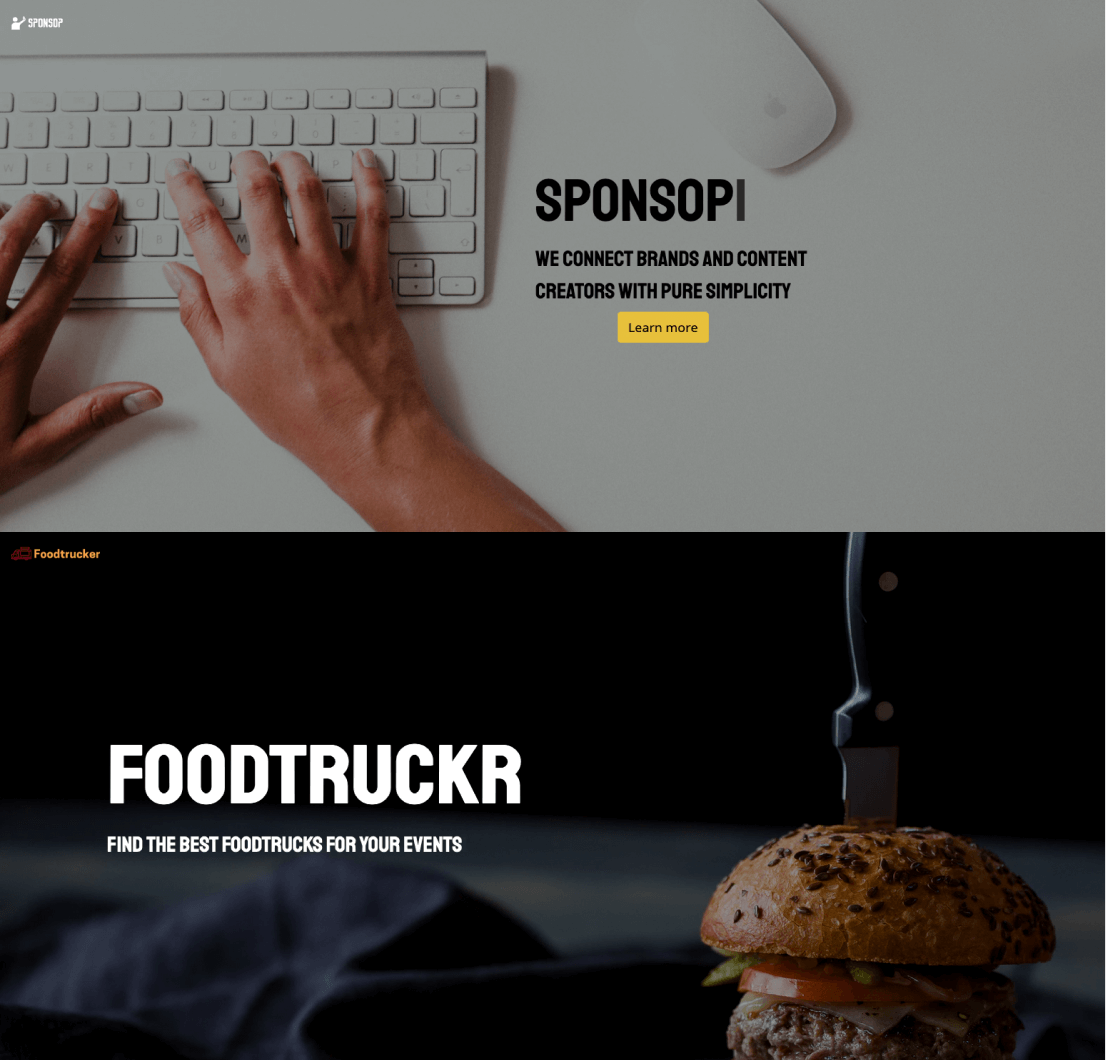 SPONSOP
SPONSOP|
WE CONNECT BRANDS AND CONTENT
CREATORS WITH PURE SIMPLICITY
Learn more
Foodtrucker
FOODTRUCKR
FIND THE BEST FOODTRUCKS FOR YOUR EVENTS